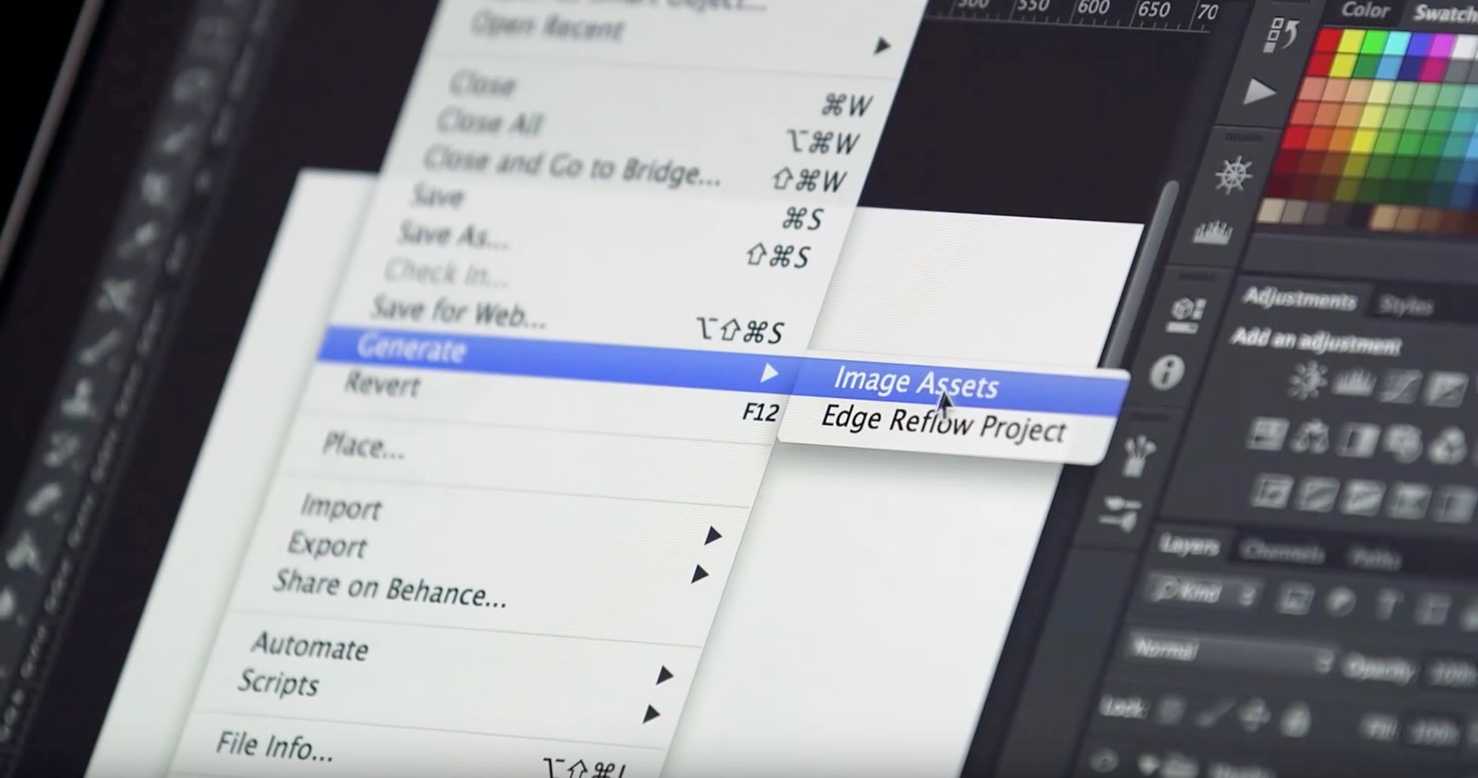 500 550 600 650 70
Color Swatch
Open Recent
Close ⌘W
Close All ⌥⌘W
Close and Go to Bridge... ⇧⌘W
Save ⌘S
Save As... ⇧⌘S
Check In...
Save for Web... ⌥⇧⌘S
Generate
Image Assets
Revert F12
Edge Reflow Project
Place...
Import
Export
Share on Behance...
Automate
Scripts
File Info... ⌥⇧⌘I
Adjustments Styles
Add an adjustment
Layers Channels Paths
Kind
Normal Opacity: 100%
Lock: Fill: 100%